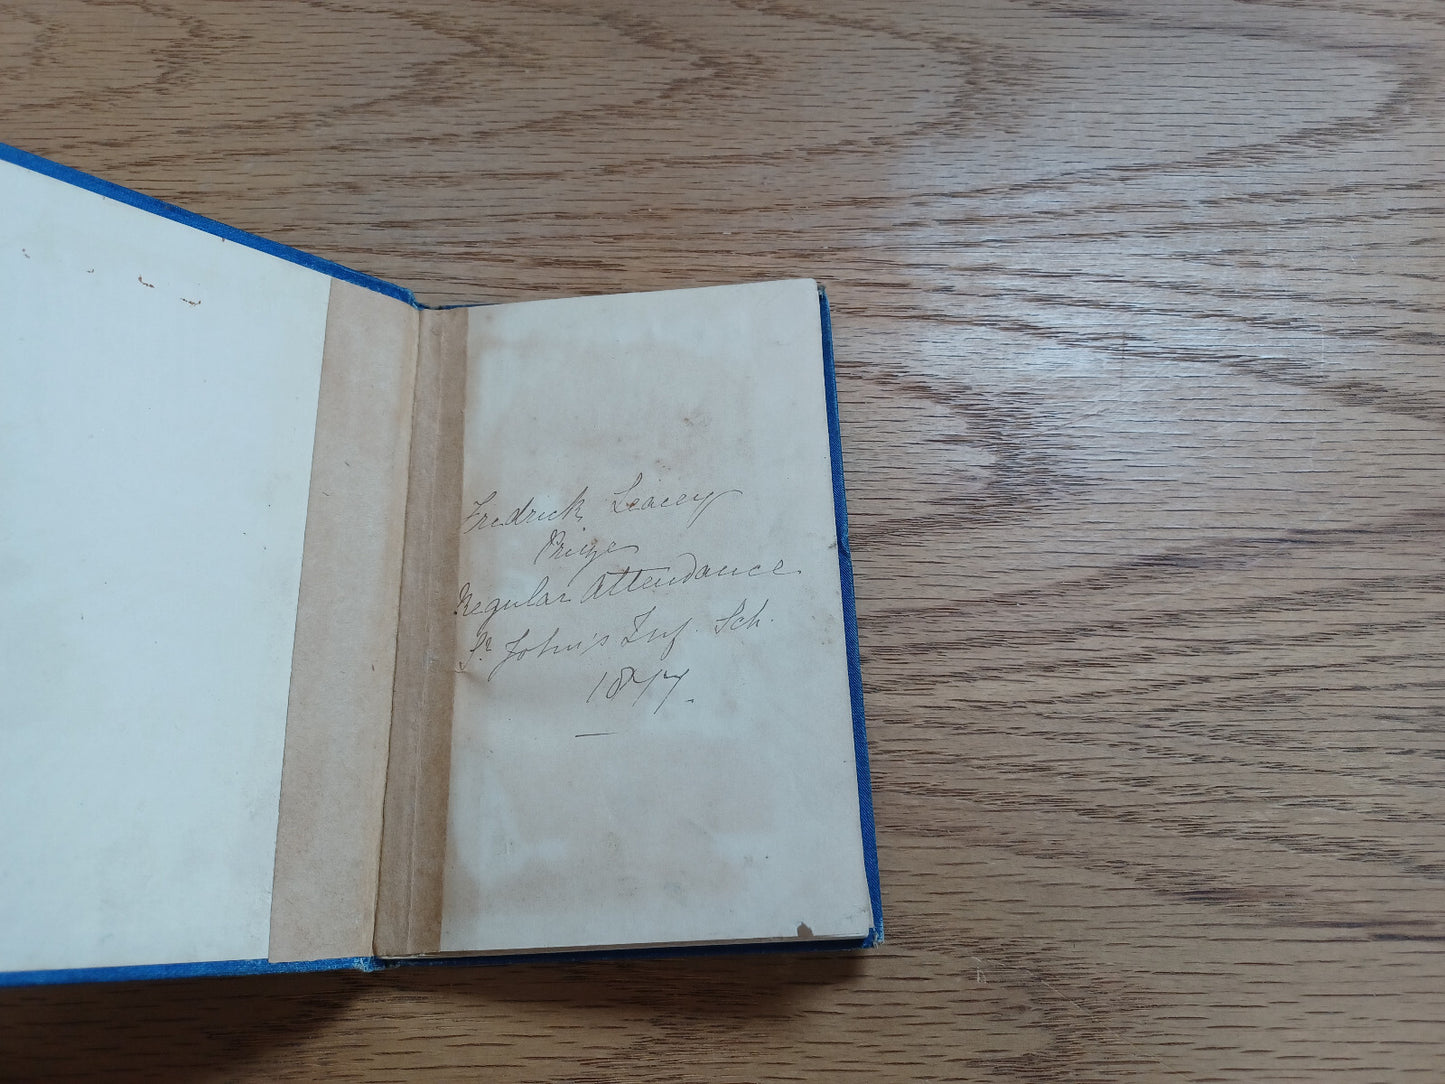 Fredrick Leacey
Prize
Regular Attendance
St. John's Inf. Sch.
1877.